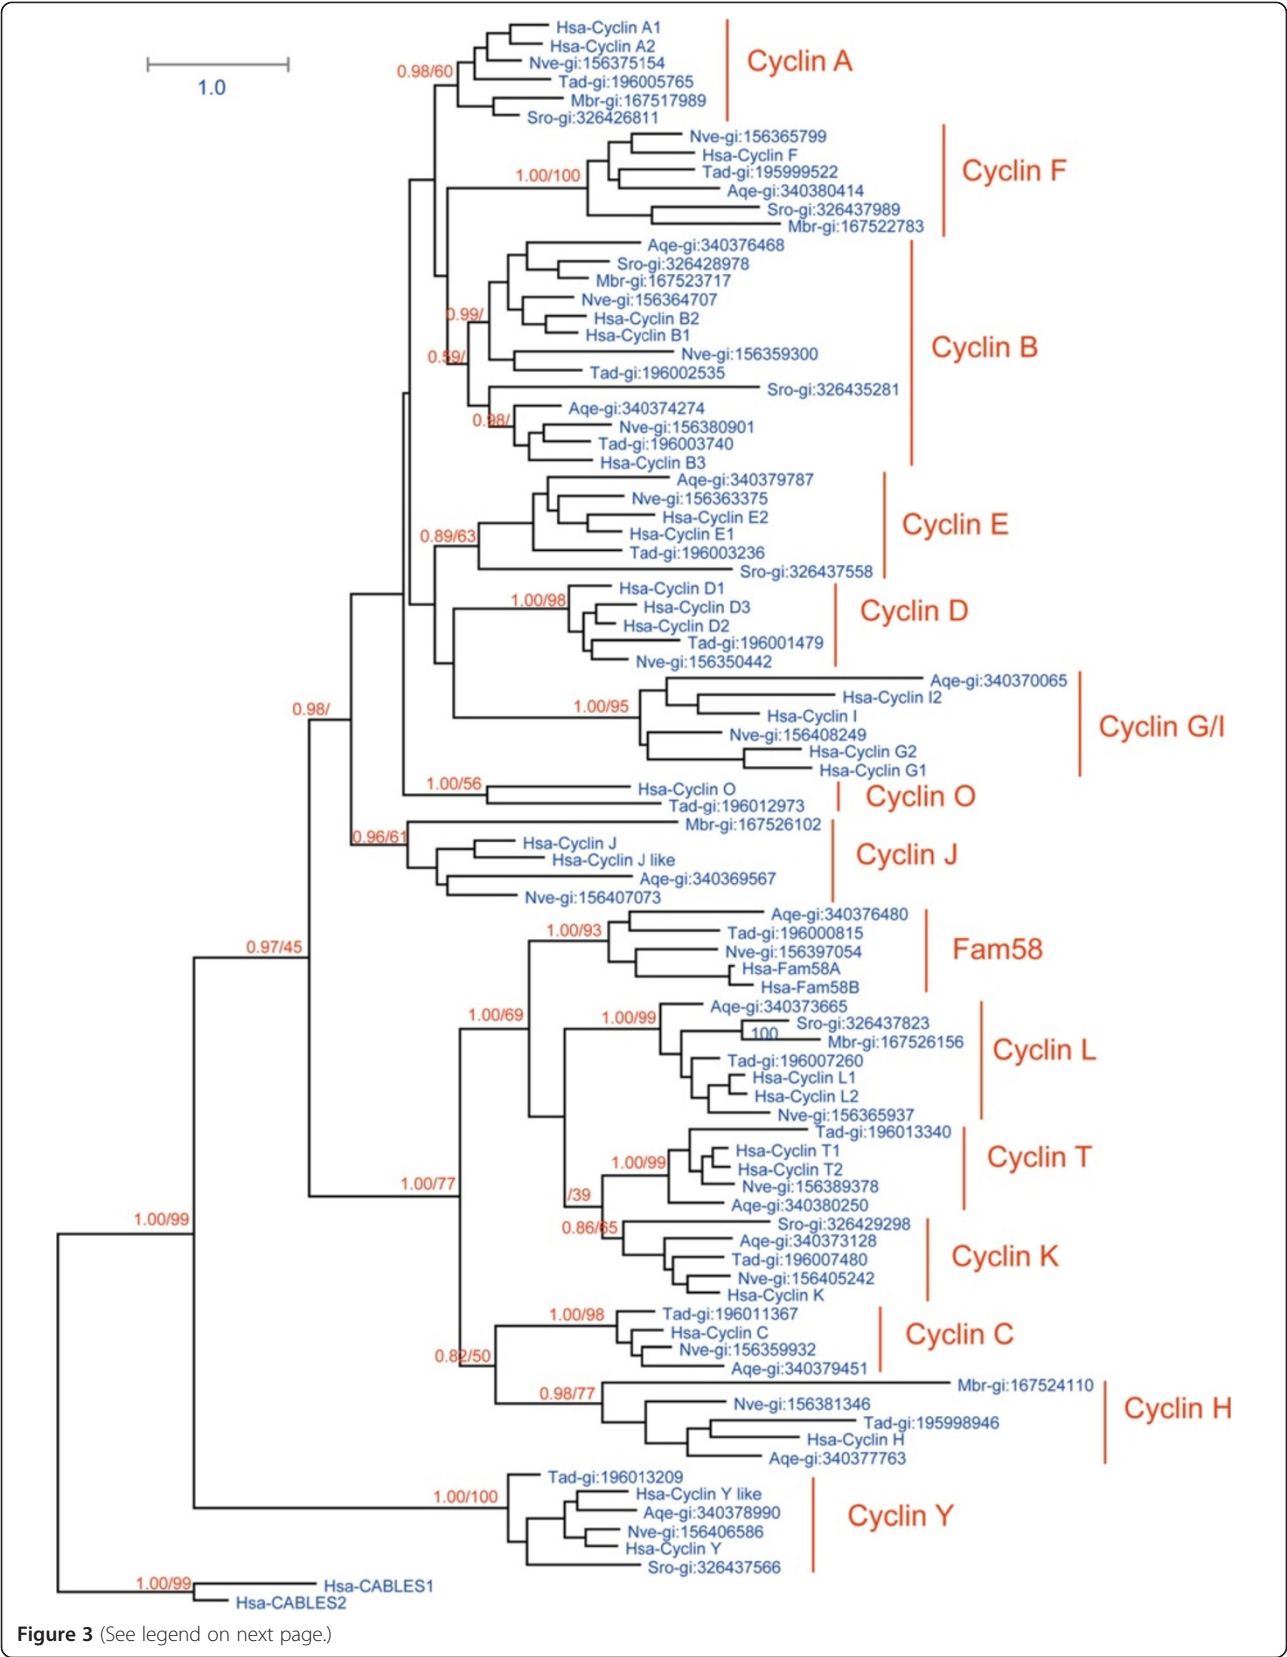 1.0
Hsa-Cyclin A1
Hsa-Cyclin A2
Nve-gi:156375154
0.98/60
Tad-gi:196005765
Mbr-gi:167517989
Sro-gi:326426811
Cyclin A
Nve-gi:156365799
Hsa-Cyclin F
Tad-gi:195999522
1.00/100
Aqe-gi:340380414
Sro-gi:326437989
Mbr-gi:167522783
Cyclin F
Aqe-gi:340376468
Sro-gi:326428978
Mbr-gi:167523717
Nve-gi:156364707
0.99/
Hsa-Cyclin B2
Hsa-Cyclin B1
0.59/
Nve-gi:156359300
Tad-gi:196002535
Sro-gi:326435281
Aqe-gi:340374274
0.98/
Nve-gi:156380901
Tad-gi:196003740
Hsa-Cyclin B3
Cyclin B
Aqe-gi:340379787
Nve-gi:156363375
Hsa-Cyclin E2
0.89/63
Hsa-Cyclin E1
Tad-gi:196003236
Sro-gi:326437558
Cyclin E
Hsa-Cyclin D1
1.00/98
Hsa-Cyclin D3
Hsa-Cyclin D2
Tad-gi:196001479
Nve-gi:156350442
Cyclin D
Aqe-gi:340370065
Hsa-Cyclin I2
1.00/95
Hsa-Cyclin I
Nve-gi:156408249
Hsa-Cyclin G2
Hsa-Cyclin G1
Cyclin G/I
0.98/
1.00/56
Hsa-Cyclin O
Tad-gi:196012973
Cyclin O
Mbr-gi:167526102
0.96/61
Hsa-Cyclin J
Hsa-Cyclin J like
Aqe-gi:340369567
Nve-gi:156407073
Cyclin J
0.97/45
Aqe-gi:340376480
1.00/93
Tad-gi:196000815
Nve-gi:156397054
Hsa-Fam58A
Hsa-Fam58B
Fam58
1.00/69
Aqe-gi:340373665
1.00/99
Sro-gi:326437823
100
Mbr-gi:167526156
Tad-gi:196007260
Hsa-Cyclin L1
Hsa-Cyclin L2
Nve-gi:156365937
Cyclin L
Tad-gi:196013340
Hsa-Cyclin T1
1.00/99
Hsa-Cyclin T2
Nve-gi:156389378
Aqe-gi:340380250
Cyclin T
1.00/77
/39
0.86/65
Sro-gi:326429298
Aqe-gi:340373128
Tad-gi:196007480
Nve-gi:156405242
Hsa-Cyclin K
Cyclin K
1.00/99
1.00/98
Tad-gi:196011367
Hsa-Cyclin C
Nve-gi:156359932
Aqe-gi:340379451
Cyclin C
0.82/50
Mbr-gi:167524110
0.98/77
Nve-gi:156381346
Tad-gi:195998946
Hsa-Cyclin H
Aqe-gi:340377763
Cyclin H
Tad-gi:196013209
1.00/100
Hsa-Cyclin Y like
Aqe-gi:340378990
Nve-gi:156406586
Hsa-Cyclin Y
Sro-gi:326437566
Cyclin Y
1.00/99
Hsa-CABLES1
Hsa-CABLES2
Figure 3 (See legend on next page.)